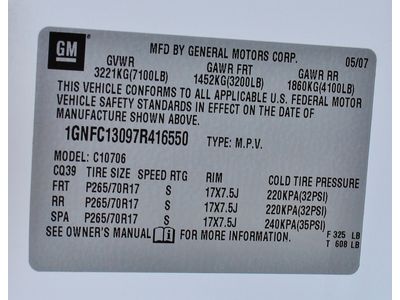 GM
MFD BY GENERAL MOTORS CORP. 05/07
GVWR GAWR FRT GAWR RR
3221KG(7100LB) 1452KG(3200LB) 1860KG(4100LB)
THIS VEHICLE CONFORMS TO ALL APPLICABLE U.S. FEDERAL MOTOR
VEHICLE SAFETY STANDARDS IN EFFECT ON THE DATE OF
MANUFACTURE SHOWN ABOVE.
1GNFC13097R416550 TYPE: M.P.V.
MODEL: C10706
CQ39 TIRE SIZE SPEED RTG RIM COLD TIRE PRESSURE
FRT P265/70R17 S 17X7.5J 220KPA(32PSI)
RR P265/70R17 S 17X7.5J 220KPA(32PSI)
SPA P265/70R17 S 17X7.5J 240KPA(35PSI)
SEE OWNER'S MANUAL FOR MORE INFORMATION. F 325 LB
T 608 LB